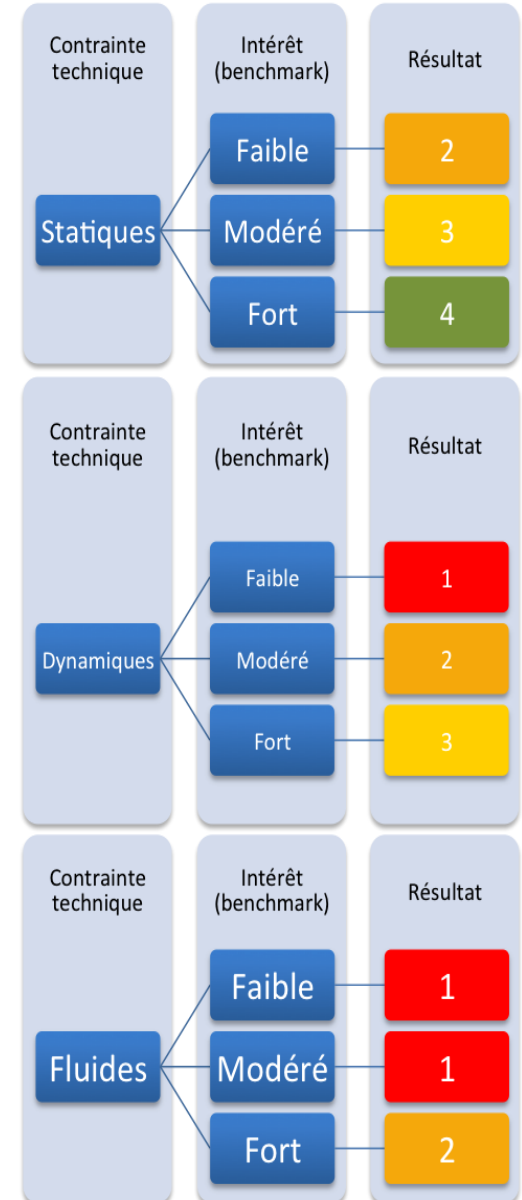 Contrainte
technique
Intérêt
(benchmark)
Résultat
Faible
2
Statiques
Modéré
3
Fort
4
Contrainte
technique
Intérêt
(benchmark)
Résultat
Faible
1
Dynamiques
Modéré
2
Fort
3
Contrainte
technique
Intérêt
(benchmark)
Résultat
Faible
1
Fluides
Modéré
1
Fort
2